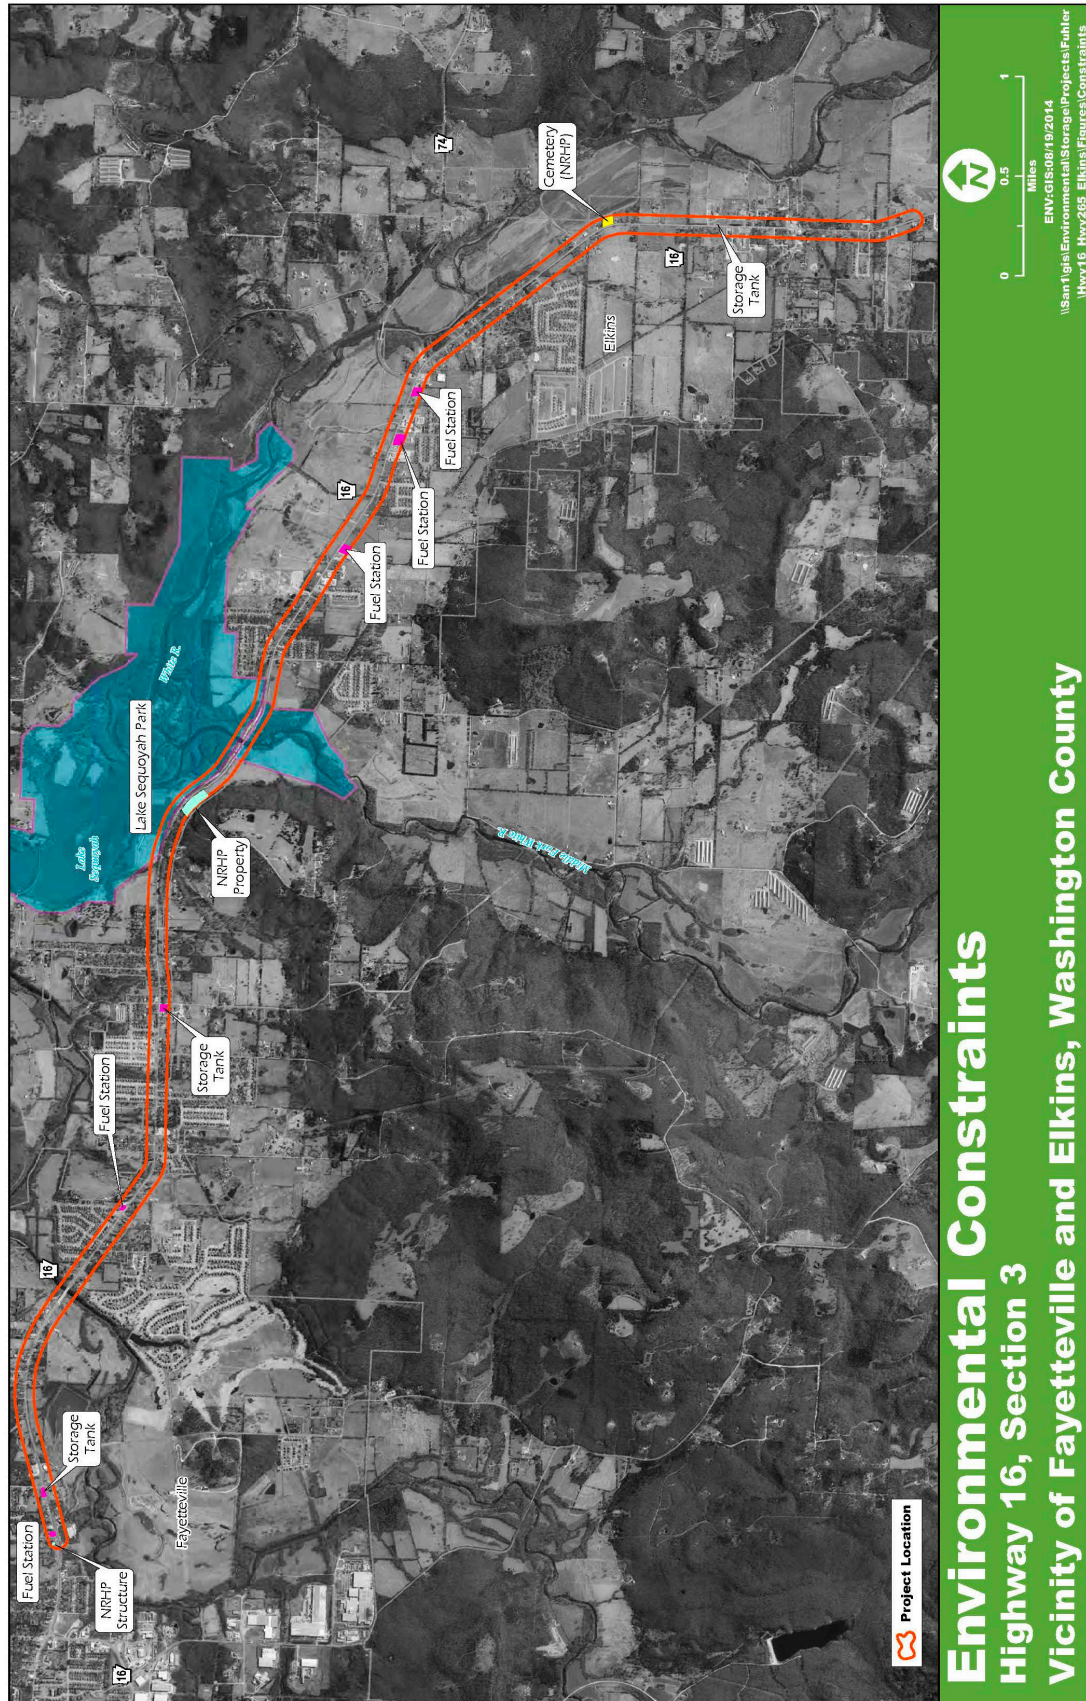 Fuel Station
NRHP
Structure
Storage
Tank
16
Fayetteville
16
Fuel Station
Storage
Tank
NRHP
Property
Lake
Sequoyah
Lake Sequoyah Park
White R.
Middle Fork White R.
16
Fuel Station
Fuel Station
Fuel Station
74
Cemetery
(NRHP)
Elkins
16
Storage
Tank
Project Location
Environmental Constraints
Highway 16, Section 3
Vicinity of Fayetteville and Elkins, Washington County
N
0 0.5 1
Miles
ENV:GIS:08/19/2014
\\San1\gis\Environmental\Storage\Projects\Fuhler
\Hwy16_Hwy265_Elkins\Figures\Constraints